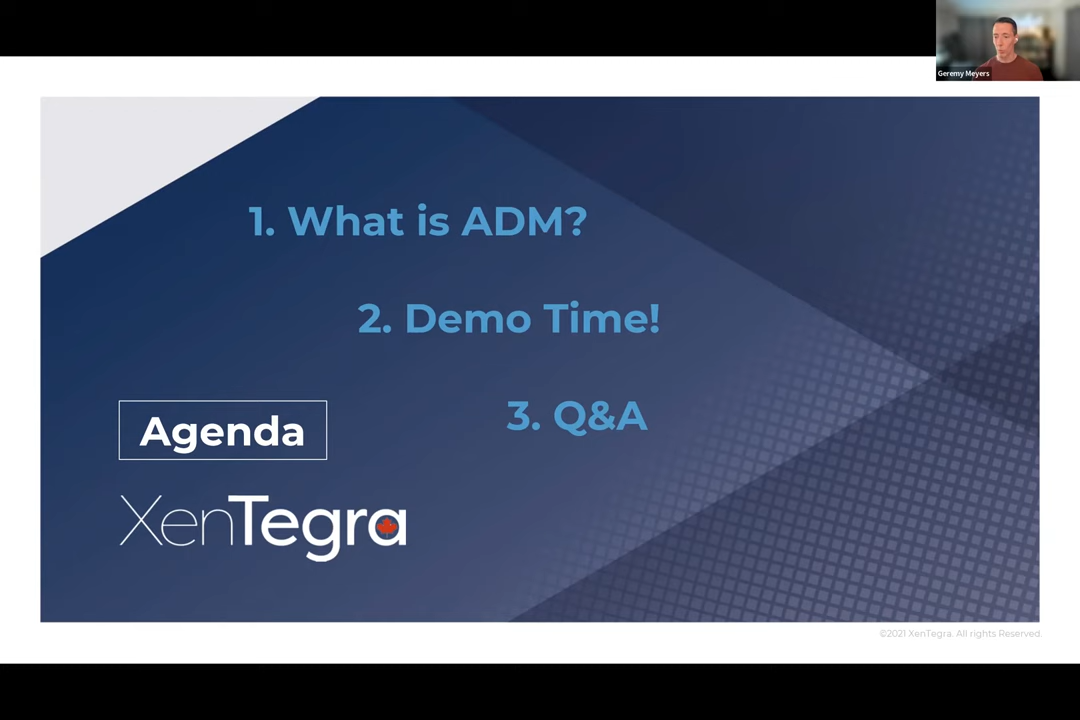 Geremy Meyers
1. What is ADM?
2. Demo Time!
3. Q&A
Agenda
XenTegra
©2021 XenTegra. All rights Reserved.